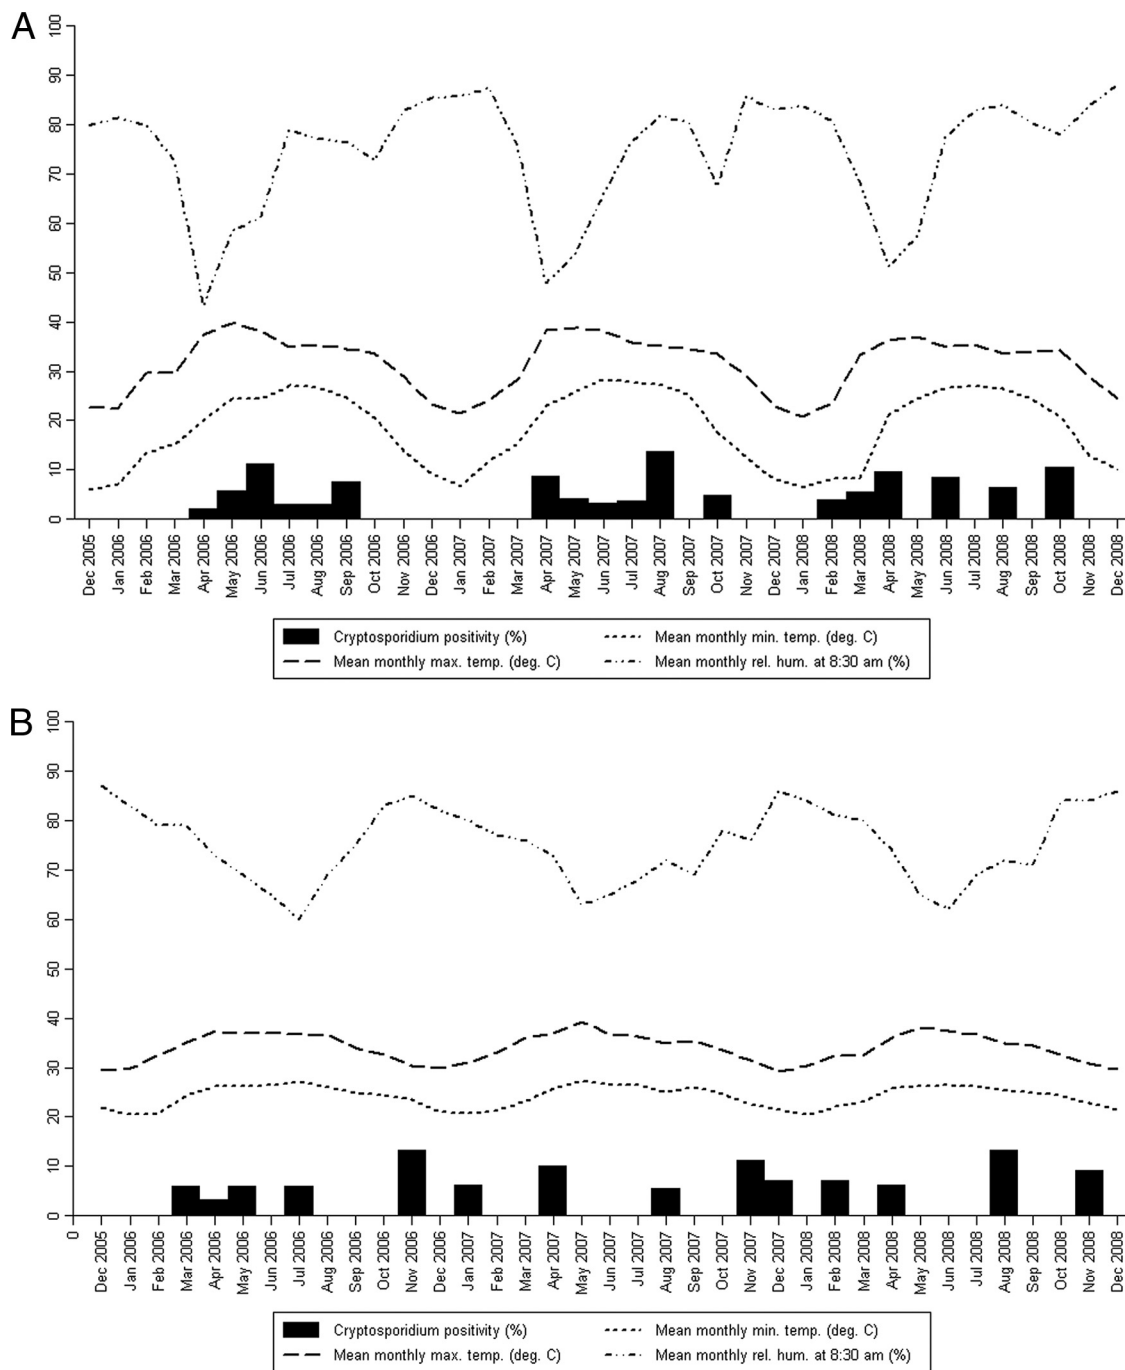 A
100
90
80
70
60
50
40
30
20
10
0
Dec 2005
Jan 2006
Feb 2006
Mar 2006
Apr 2006
May 2006
Jun 2006
Jul 2006
Aug 2006
Sep 2006
Oct 2006
Nov 2006
Dec 2006
Jan 2007
Feb 2007
Mar 2007
Apr 2007
May 2007
Jun 2007
Jul 2007
Aug 2007
Sep 2007
Oct 2007
Nov 2007
Dec 2007
Jan 2008
Feb 2008
Mar 2008
Apr 2008
May 2008
Jun 2008
Jul 2008
Aug 2008
Sep 2008
Oct 2008
Nov 2008
Dec 2008
Cryptosporidium positivity (%)
Mean monthly min. temp. (deg. C)
Mean monthly max. temp. (deg. C)
Mean monthly rel. hum. at 8:30 am (%)
B
100
90
80
70
60
50
40
30
20
10
0
0
Dec 2005
Jan 2006
Feb 2006
Mar 2006
Apr 2006
May 2006
Jun 2006
Jul 2006
Aug 2006
Sep 2006
Oct 2006
Nov 2006
Dec 2006
Jan 2007
Feb 2007
Mar 2007
Apr 2007
May 2007
Jun 2007
Jul 2007
Aug 2007
Sep 2007
Oct 2007
Nov 2007
Dec 2007
Jan 2008
Feb 2008
Mar 2008
Apr 2008
May 2008
Jun 2008
Jul 2008
Aug 2008
Sep 2008
Oct 2008
Nov 2008
Dec 2008
Cryptosporidium positivity (%)
Mean monthly min. temp. (deg. C)
Mean monthly max. temp. (deg. C)
Mean monthly rel. hum. at 8:30 am (%)